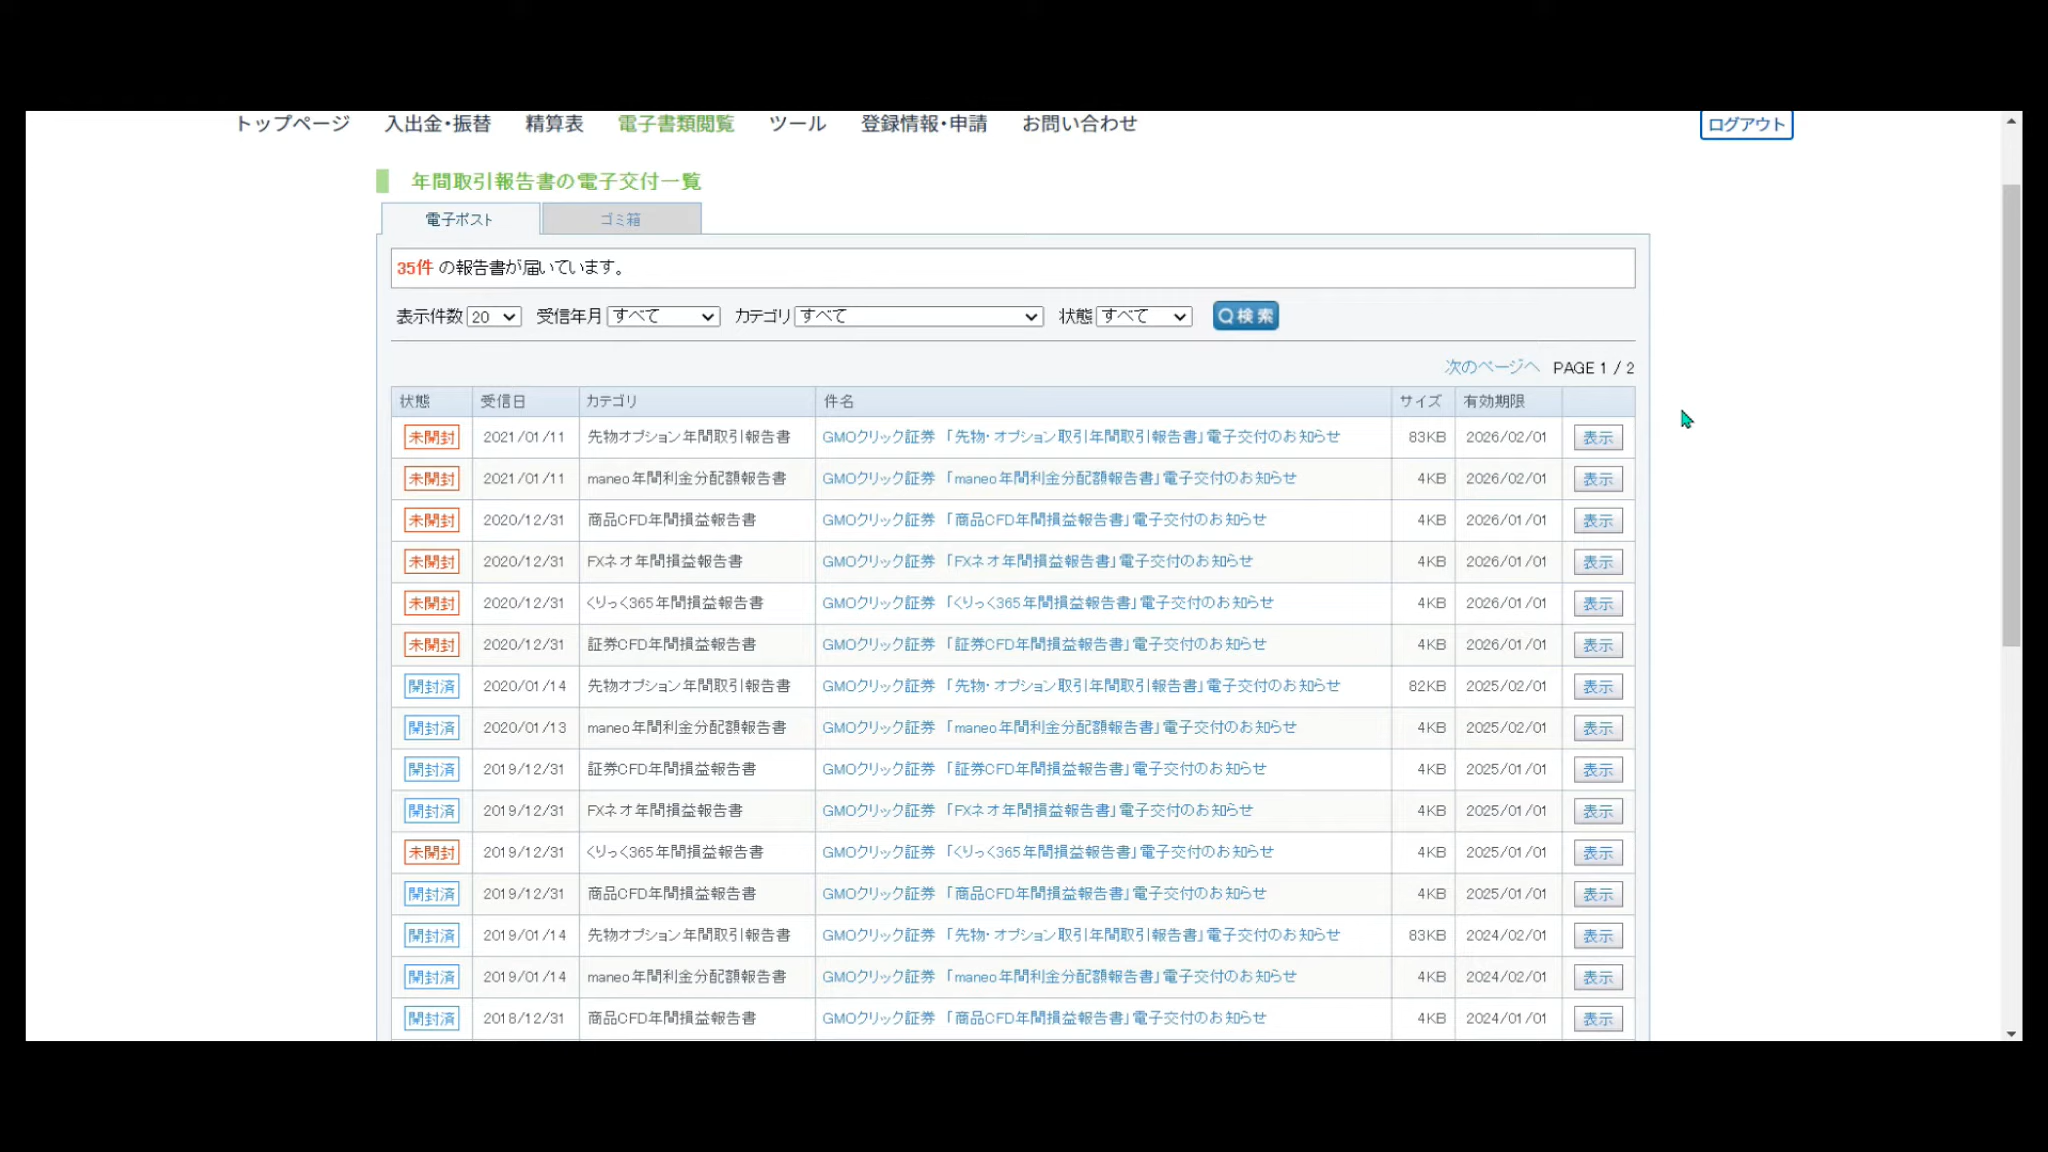 トップページ 入出金・振替 精算表 電子書類閲覧 ツール 登録情報・申請 お問い合わせ ログアウト
年間取引報告書の電子交付一覧
電子ポスト ゴミ箱
35件 の報告書が届いています。
表示件数 20 受信年月 すべて カテゴリ すべて 状態 すべて 検索
次のページへ PAGE 1 / 2
状態 受信日 カテゴリ 件名 サイズ 有効期限
未開封 2021/01/11 先物オプション年間取引報告書 GMOクリック証券 「先物・オプション取引年間取引報告書」電子交付のお知らせ 83KB 2026/02/01 表示
未開封 2021/01/11 maneo年間利金分配額報告書 GMOクリック証券 「maneo年間利金分配額報告書」電子交付のお知らせ 4KB 2026/02/01 表示
未開封 2020/12/31 商品CFD年間損益報告書 GMOクリック証券 「商品CFD年間損益報告書」電子交付のお知らせ 4KB 2026/01/01 表示
未開封 2020/12/31 FXネオ年間損益報告書 GMOクリック証券 「FXネオ年間損益報告書」電子交付のお知らせ 4KB 2026/01/01 表示
未開封 2020/12/31 くりっく365年間損益報告書 GMOクリック証券 「くりっく365年間損益報告書」電子交付のお知らせ 4KB 2026/01/01 表示
未開封 2020/12/31 証券CFD年間損益報告書 GMOクリック証券 「証券CFD年間損益報告書」電子交付のお知らせ 4KB 2026/01/01 表示
開封済 2020/01/14 先物オプション年間取引報告書 GMOクリック証券 「先物・オプション取引年間取引報告書」電子交付のお知らせ 82KB 2025/02/01 表示
開封済 2020/01/13 maneo年間利金分配額報告書 GMOクリック証券 「maneo年間利金分配額報告書」電子交付のお知らせ 4KB 2025/02/01 表示
開封済 2019/12/31 証券CFD年間損益報告書 GMOクリック証券 「証券CFD年間損益報告書」電子交付のお知らせ 4KB 2025/01/01 表示
開封済 2019/12/31 FXネオ年間損益報告書 GMOクリック証券 「FXネオ年間損益報告書」電子交付のお知らせ 4KB 2025/01/01 表示
未開封 2019/12/31 くりっく365年間損益報告書 GMOクリック証券 「くりっく365年間損益報告書」電子交付のお知らせ 4KB 2025/01/01 表示
開封済 2019/12/31 商品CFD年間損益報告書 GMOクリック証券 「商品CFD年間損益報告書」電子交付のお知らせ 4KB 2025/01/01 表示
開封済 2019/01/14 先物オプション年間取引報告書 GMOクリック証券 「先物・オプション取引年間取引報告書」電子交付のお知らせ 83KB 2024/02/01 表示
開封済 2019/01/14 maneo年間利金分配額報告書 GMOクリック証券 「maneo年間利金分配額報告書」電子交付のお知らせ 4KB 2024/02/01 表示
開封済 2018/12/31 商品CFD年間損益報告書 GMOクリック証券 「商品CFD年間損益報告書」電子交付のお知らせ 4KB 2024/01/01 表示